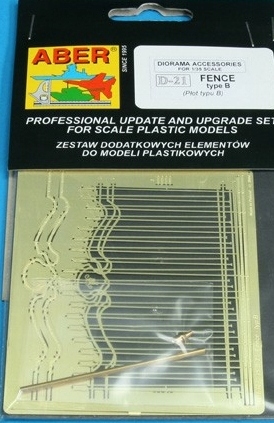 ABER
SINCE 1995
DIORAMA ACCESSORIES
FOR 1/35 SCALE
D-21 FENCE
type B
(Płot typu B)
PROFESSIONAL UPDATE AND UPGRADE SET
FOR SCALE PLASTIC MODELS
ZESTAW DODATKOWYCH ELEMENTÓW
DO MODELI PLASTIKOWYCH